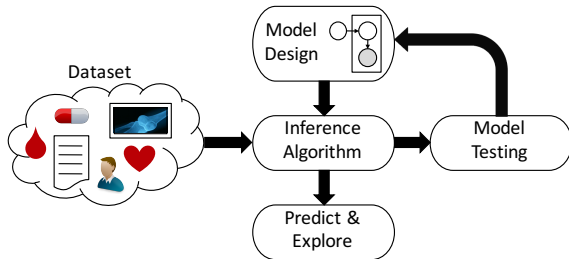 Model
Design
Dataset
Inference
Algorithm
Model
Testing
Predict &
Explore